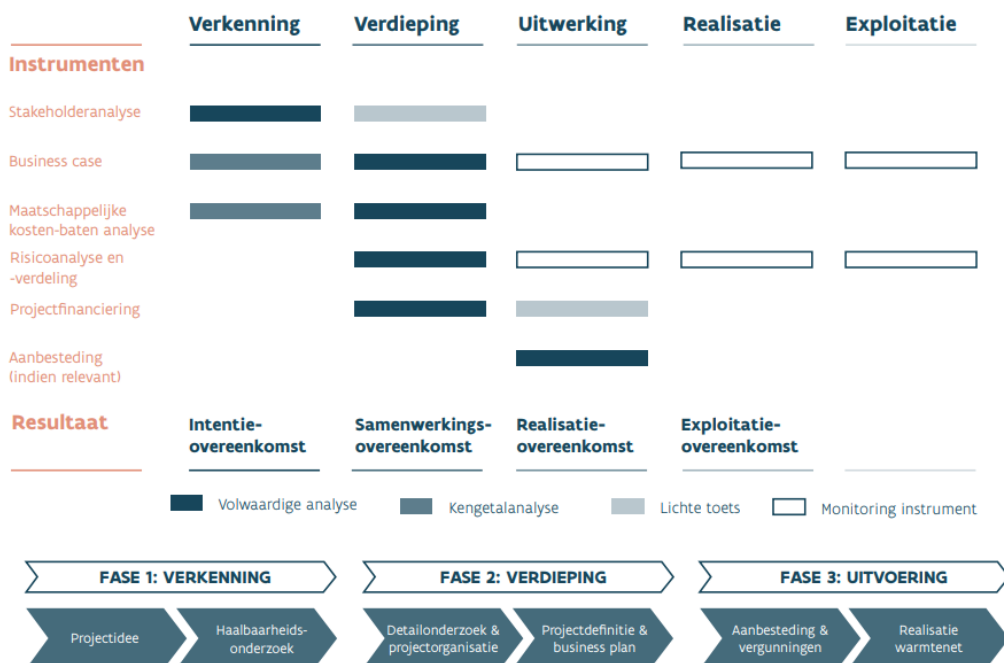 Verkenning Verdieping Uitwerking Realisatie Exploitatie
Instrumenten
Stakeholderanalyse
Business case
Maatschappelijke
kosten-baten analyse
Risicoanalyse en
-verdeling
Projectfinanciering
Aanbesteding
(indien relevant)
Resultaat
Intentie-
overeenkomst
Samenwerkings-
overeenkomst
Realisatie-
overeenkomst
Exploitatie-
overeenkomst
Volwaardige analyse
Kengetalanalyse
Lichte toets
Monitoring instrument
FASE 1: VERKENNING
FASE 2: VERDIEPING
FASE 3: UITVOERING
Projectidee
Haalbaarheids-
onderzoek
Detailonderzoek &
projectorganisatie
Projectdefinitie &
business plan
Aanbesteding &
vergunningen
Realisatie
warmtenet